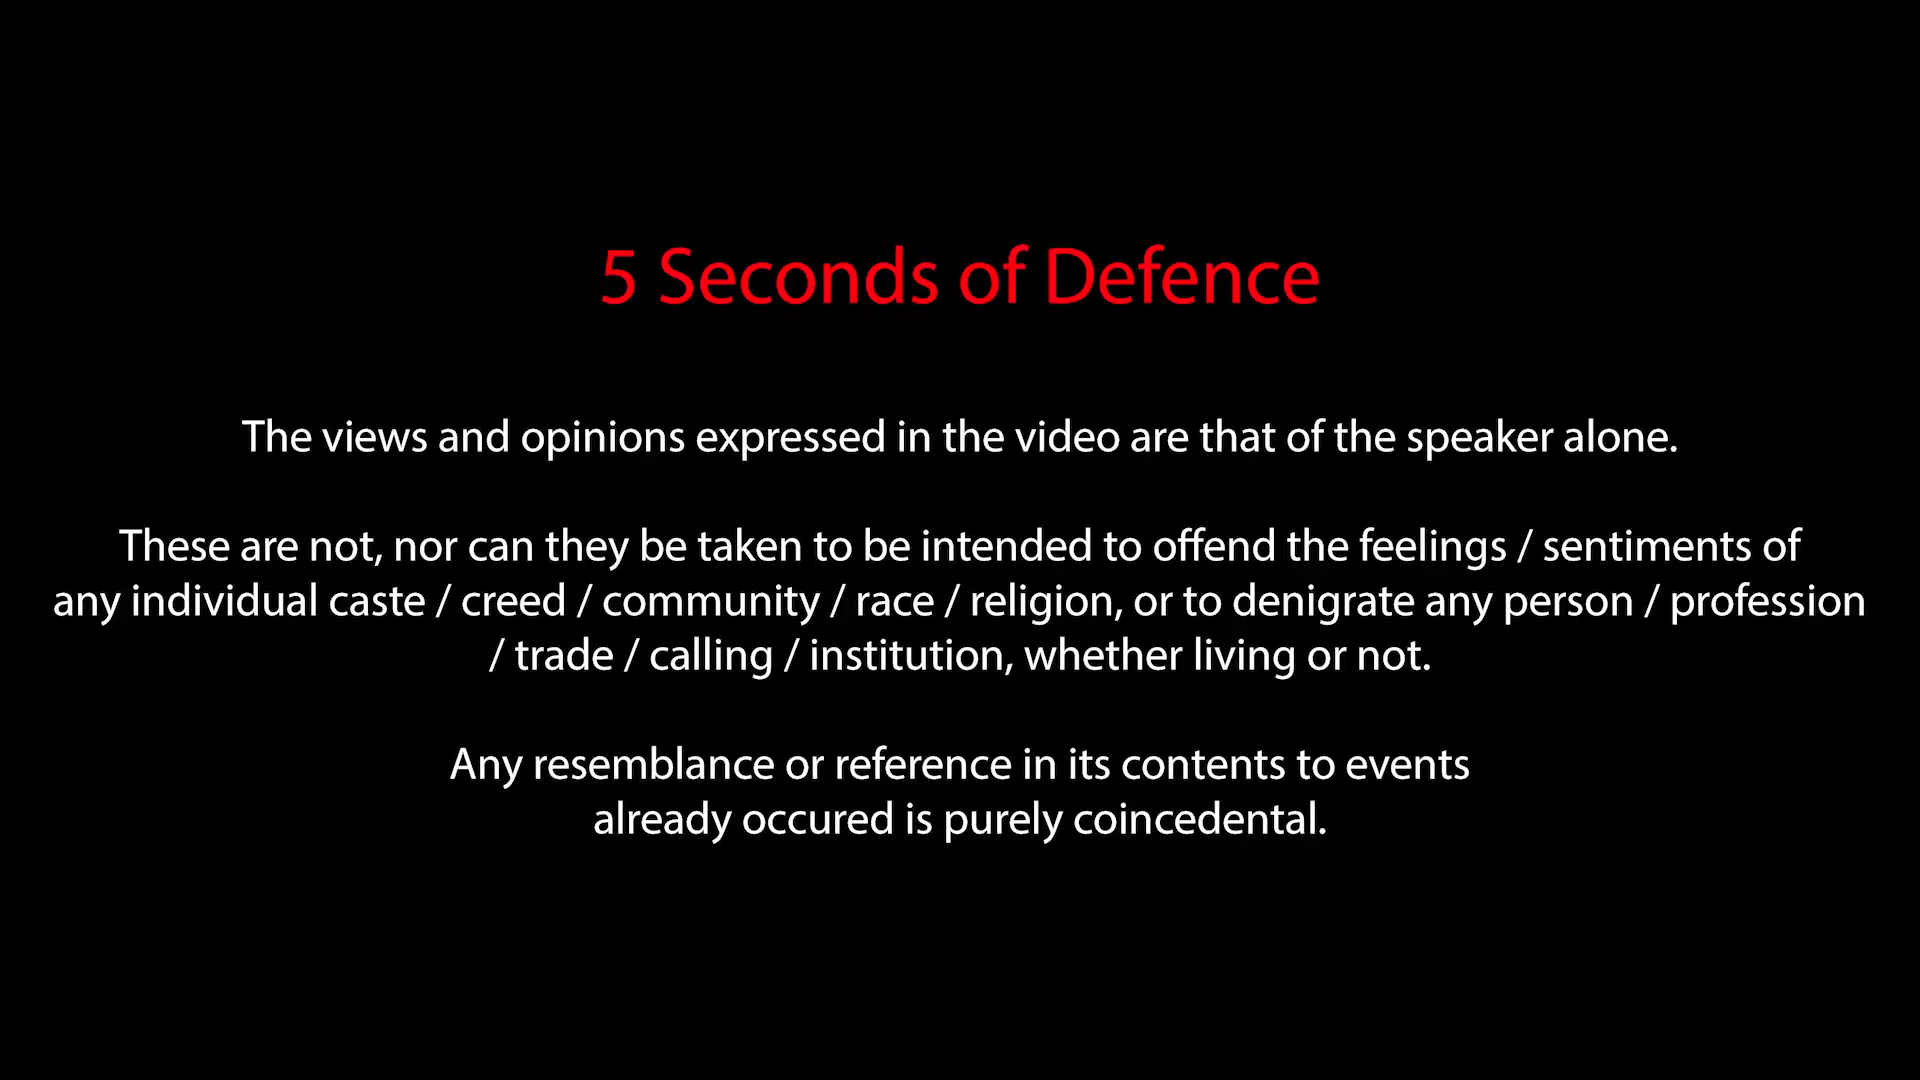 5 Seconds of Defence
The views and opinions expressed in the video are that of the speaker alone.
These are not, nor can they be taken to be intended to offend the feelings / sentiments of
any individual caste / creed / community / race / religion, or to denigrate any person / profession
/ trade / calling / institution, whether living or not.
Any resemblance or reference in its contents to events
already occured is purely coincedental.